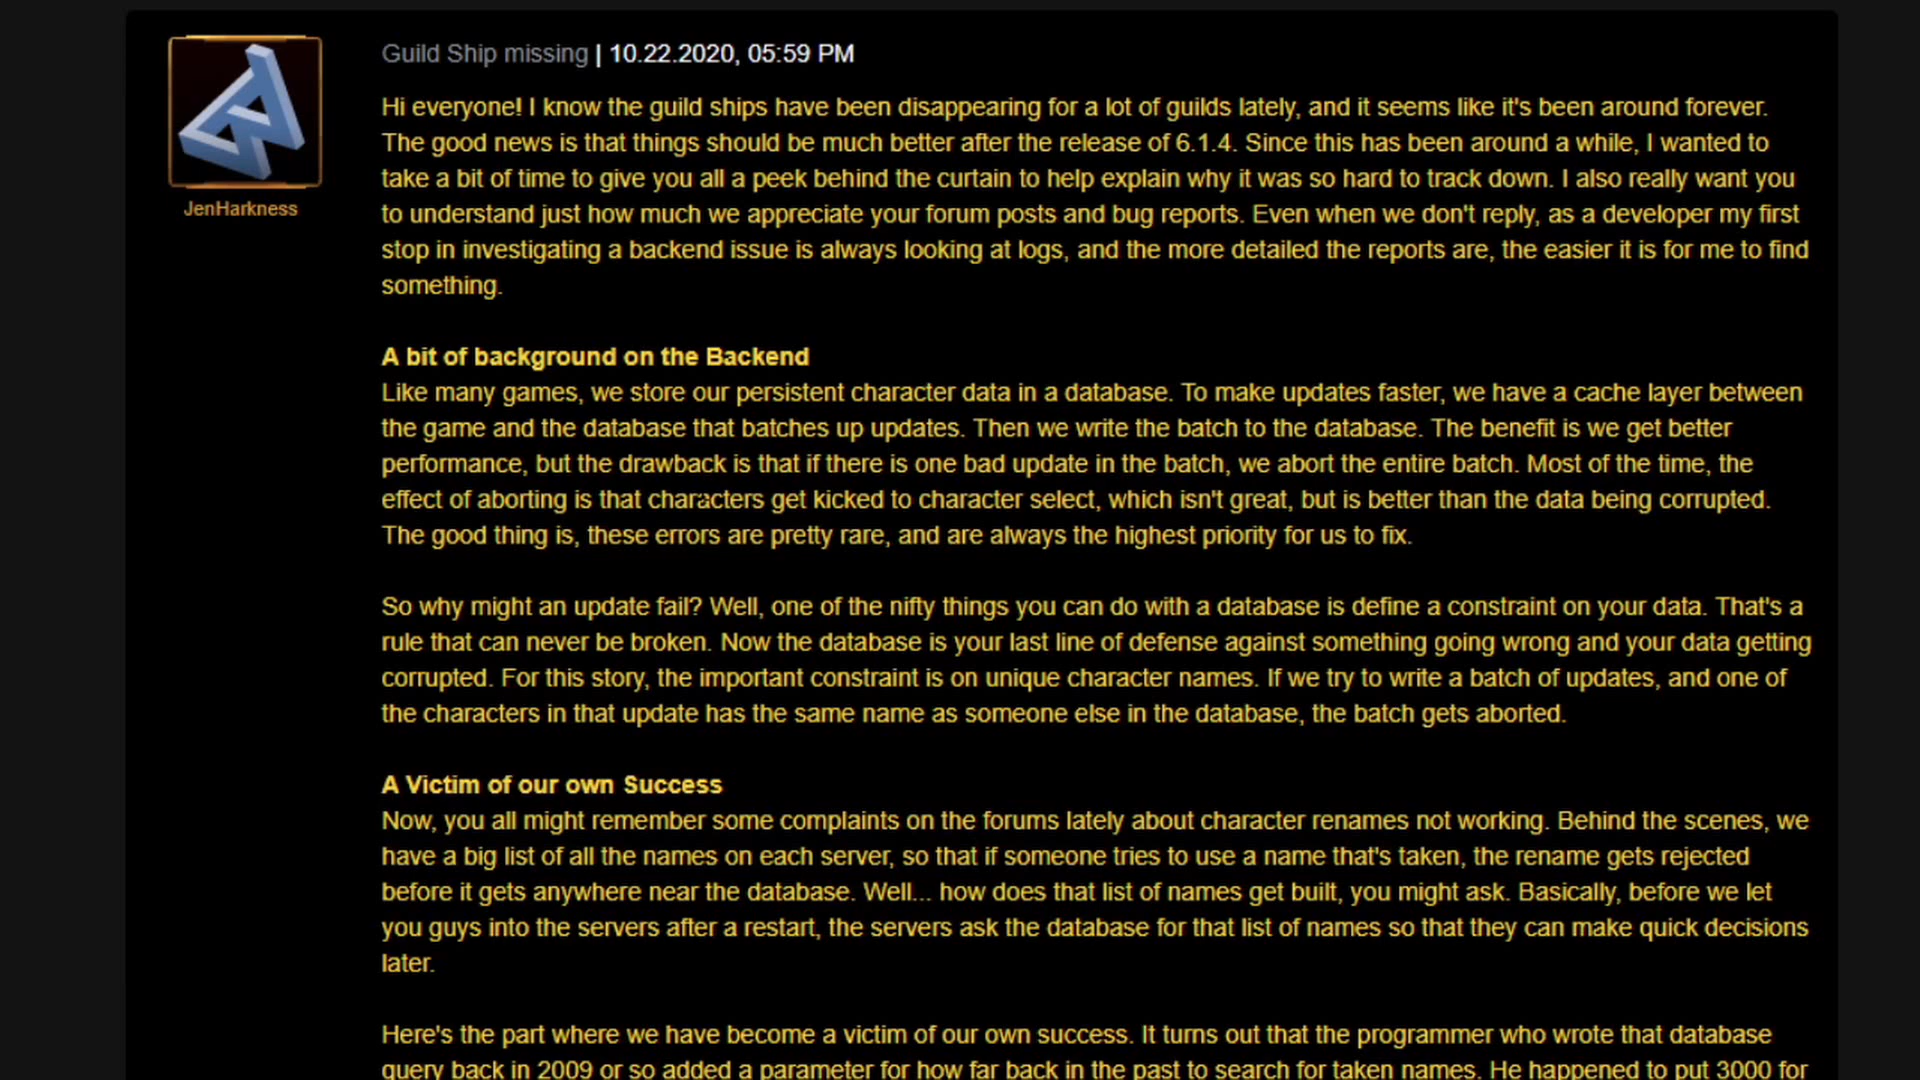 Guild Ship missing | 10.22.2020, 05:59 PM
Hi everyone! I know the guild ships have been disappearing for a lot of guilds lately, and it seems like it's been around forever.
The good news is that things should be much better after the release of 6.1.4. Since this has been around a while, I wanted to
take a bit of time to give you all a peek behind the curtain to help explain why it was so hard to track down. I also really want you
JenHarkness
to understand just how much we appreciate your forum posts and bug reports. Even when we don't reply, as a developer my first
stop in investigating a backend issue is always looking at logs, and the more detailed the reports are, the easier it is for me to find
something.
A bit of background on the Backend
Like many games, we store our persistent character data in a database. To make updates faster, we have a cache layer between
the game and the database that batches up updates. Then we write the batch to the database. The benefit is we get better
performance, but the drawback is that if there is one bad update in the batch, we abort the entire batch. Most of the time, the
effect of aborting is that characters get kicked to character select, which isn't great, but is better than the data being corrupted.
The good thing is, these errors are pretty rare, and are always the highest priority for us to fix.
So why might an update fail? Well, one of the nifty things you can do with a database is define a constraint on your data. That's a
rule that can never be broken. Now the database is your last line of defense against something going wrong and your data getting
corrupted. For this story, the important constraint is on unique character names. If we try to write a batch of updates, and one of
the characters in that update has the same name as someone else in the database, the batch gets aborted.
A Victim of our own Success
Now, you all might remember some complaints on the forums lately about character renames not working. Behind the scenes, we
have a big list of all the names on each server, so that if someone tries to use a name that's taken, the rename gets rejected
before it gets anywhere near the database. Well... how does that list of names get built, you might ask. Basically, before we let
you guys into the servers after a restart, the servers ask the database for that list of names so that they can make quick decisions
later.
Here's the part where we have become a victim of our own success. It turns out that the programmer who wrote that database
query back in 2009 or so added a parameter for how far back in the past to search for taken names. He happened to put 3000 for